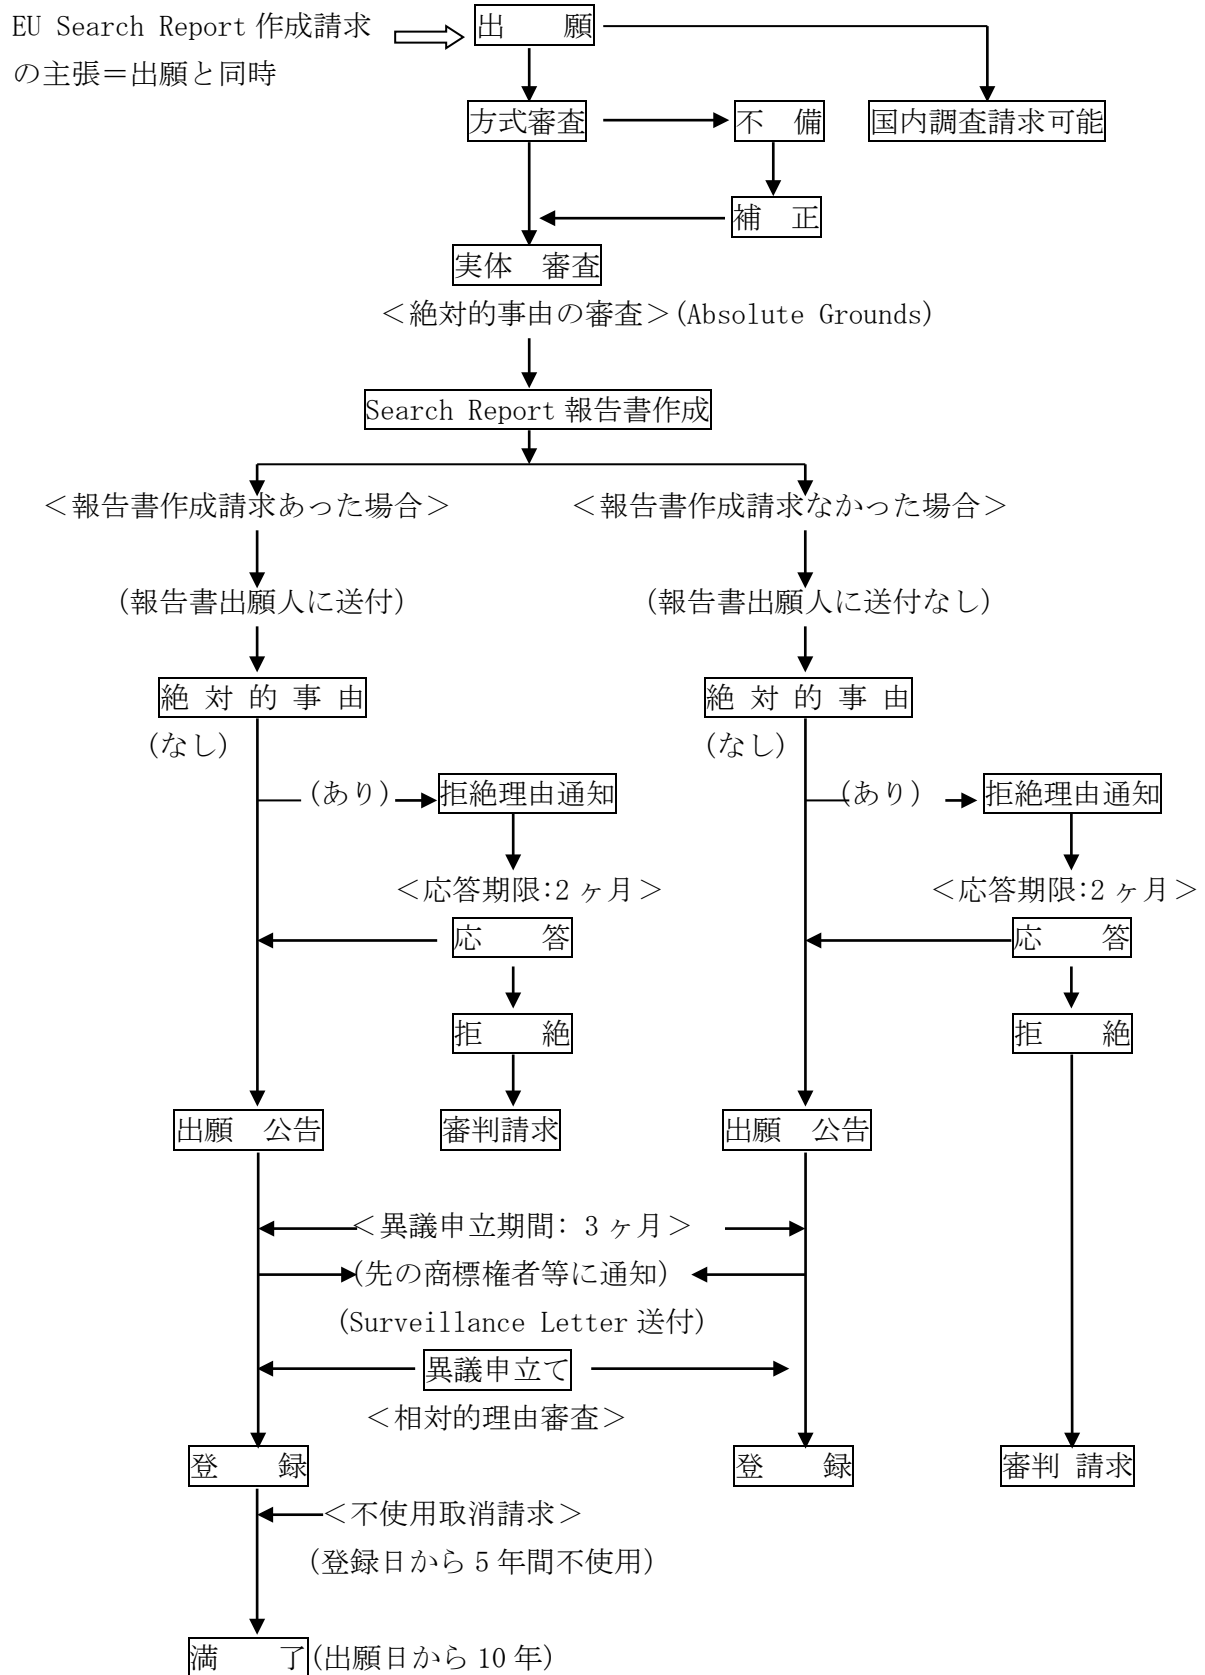 EU Search Report 作成請求
の主張＝出願と同時
出　　願
方式審査
不　備
国内調査請求可能
補　正
実体　審査
＜絶対的事由の審査＞(Absolute Grounds)
Search Report 報告書作成
＜報告書作成請求あった場合＞
＜報告書作成請求なかった場合＞
(報告書出願人に送付)
(報告書出願人に送付なし)
絶 対 的 事 由
絶 対 的 事 由
(なし)
(なし)
(あり)
拒絶理由通知
(あり)
拒絶理由通知
＜応答期限:2 ヶ月＞
＜応答期限:2 ヶ月＞
応　　答
応　　答
拒　　絶
拒　　絶
出願　公告
審判請求
出願　公告
＜異議申立期間: 3 ヶ月＞
(先の商標権者等に通知)
(Surveillance Letter 送付)
異議申立て
＜相対的理由審査＞
登　　録
登　　録
審判 請求
＜不使用取消請求＞
(登録日から 5 年間不使用)
満　　了(出願日から 10 年)